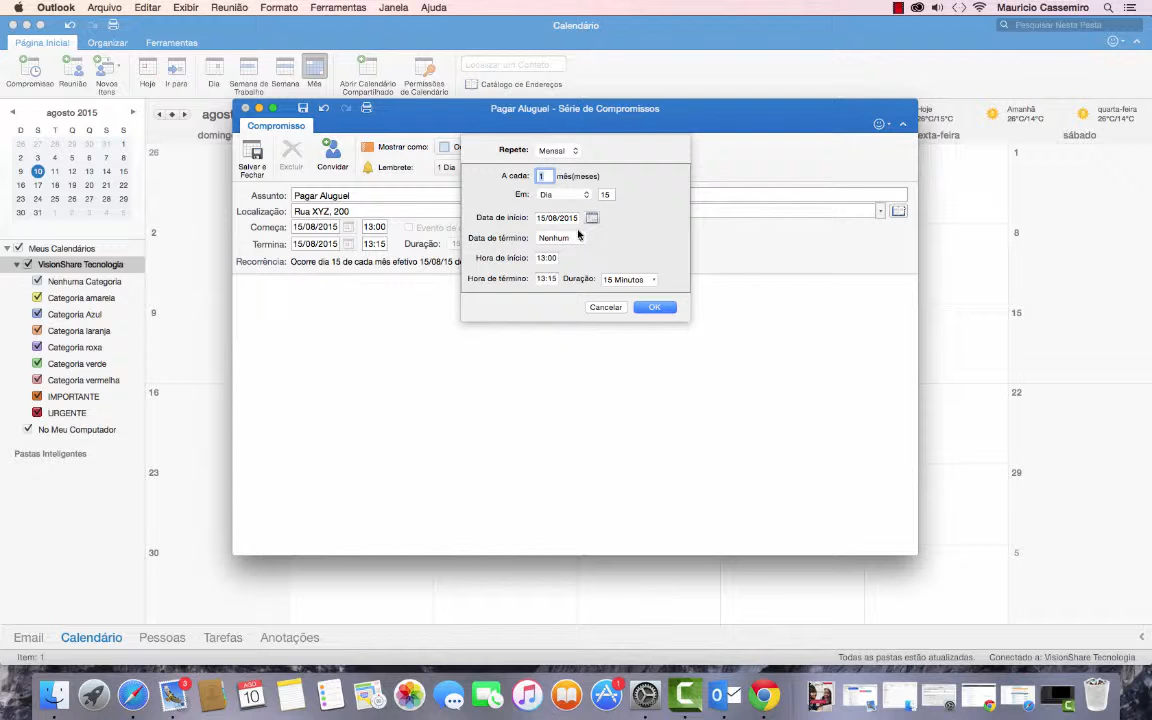 Outlook Arquivo Editar Exibir Reunião Formato Ferramentas Janela Ajuda Mauricio Cassemiro
Calendário
Pesquisar Nesta Pasta
Página Inicial Organizar Ferramentas
Compromisso Reunião Novos Itens Hoje Ir para Dia Semana de Trabalho Semana Mês Abrir Calendário Compartilhado Permissões de Calendário
Localizar um Contato
Catálogo de Endereços
agosto 2015
D S T Q Q S S
26 27 28 29 30 31 1
2 3 4 5 6 7 8
9 10 11 12 13 14 15
16 17 18 19 20 21 22
23 24 25 26 27 28 29
30 31 1 2 3 4 5
Meus Calendários
VisionShare Tecnologia
Nenhuma Categoria
Categoria amarela
Categoria Azul
Categoria laranja
Categoria roxa
Categoria verde
Categoria vermelha
IMPORTANTE
URGENTE
No Meu Computador
Pastas Inteligentes
Hoje
26°C/15°C
Amanhã
26°C/14°C
quarta-feira
26°C/14°C
sábado
26 1
2 8
9 15
16 22
23 29
30 5
Pagar Aluguel - Série de Compromissos
Compromisso
Salvar e Fechar
Excluir
Convidar
Mostrar como:
Lembrete: 1 Dia
Assunto: Pagar Aluguel
Localização: Rua XYZ, 200
Começa: 15/08/2015 13:00
Termina: 15/08/2015 13:15 Duração:
Recorrência: Ocorre dia 15 de cada mês efetivo 15/08/15
Repete: Mensal
A cada: 1 mês(meses)
Em: Dia 15
Data de início: 15/08/2015
Data de término: Nenhum
Hora de início: 13:00
Hora de término: 13:15 Duração: 15 Minutos
Cancelar OK
Email Calendário Pessoas Tarefas Anotações
Item: 1 Todas as pastas estão atualizadas. Conectado a: VisionShare Tecnologia